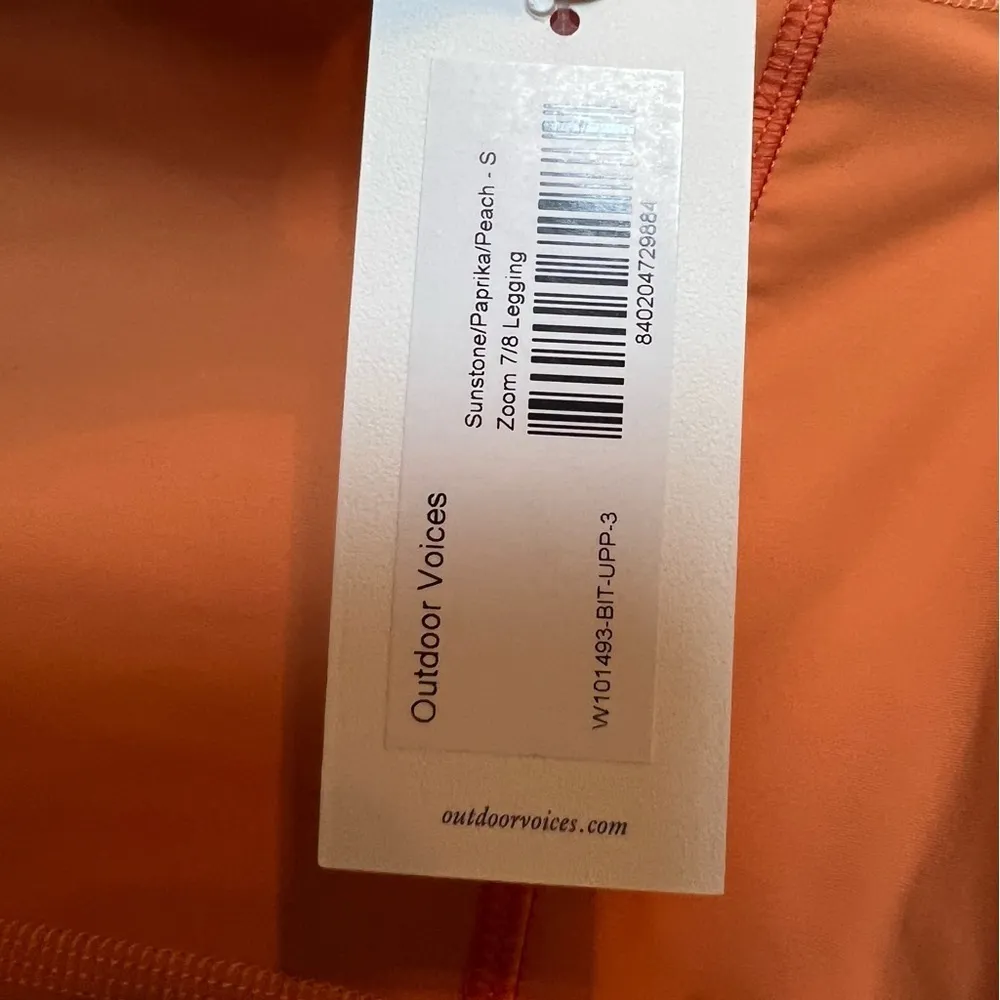 Outdoor Voices
Sunstone/Paprika/Peach - S
Zoom 7/8 Legging
840204729884
W101493-BIT-UPP-3
outdoorvoices.com